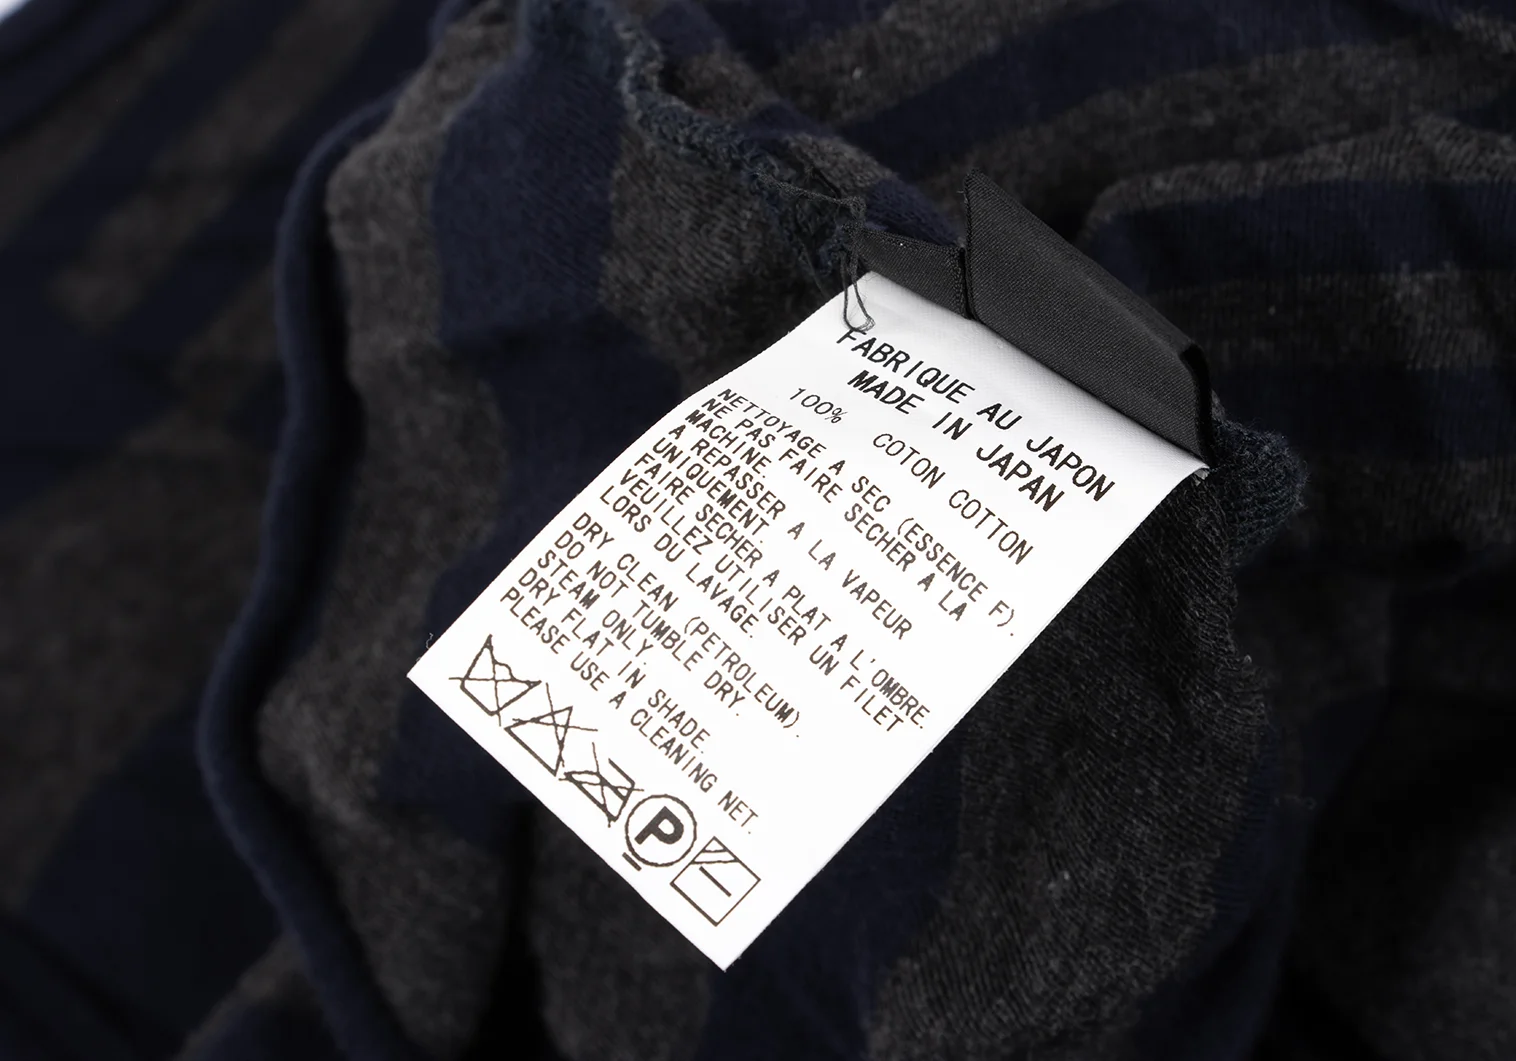 FABRIQUE AU JAPON
MADE IN JAPAN
100% COTON COTTON
NETTOYAGE A SEC (ESSENCE F).
NE PAS FAIRE SECHER A LA
MACHINE.
A REPASSER A LA VAPEUR
UNIQUEMENT.
FAIRE SECHER A PLAT A L'OMBRE.
VEUILLEZ UTILISER UN FILET
LORS DU LAVAGE.
DRY CLEAN (PETROLEUM).
DO NOT TUMBLE DRY.
STEAM ONLY.
DRY FLAT IN SHADE.
PLEASE USE A CLEANING NET.
P